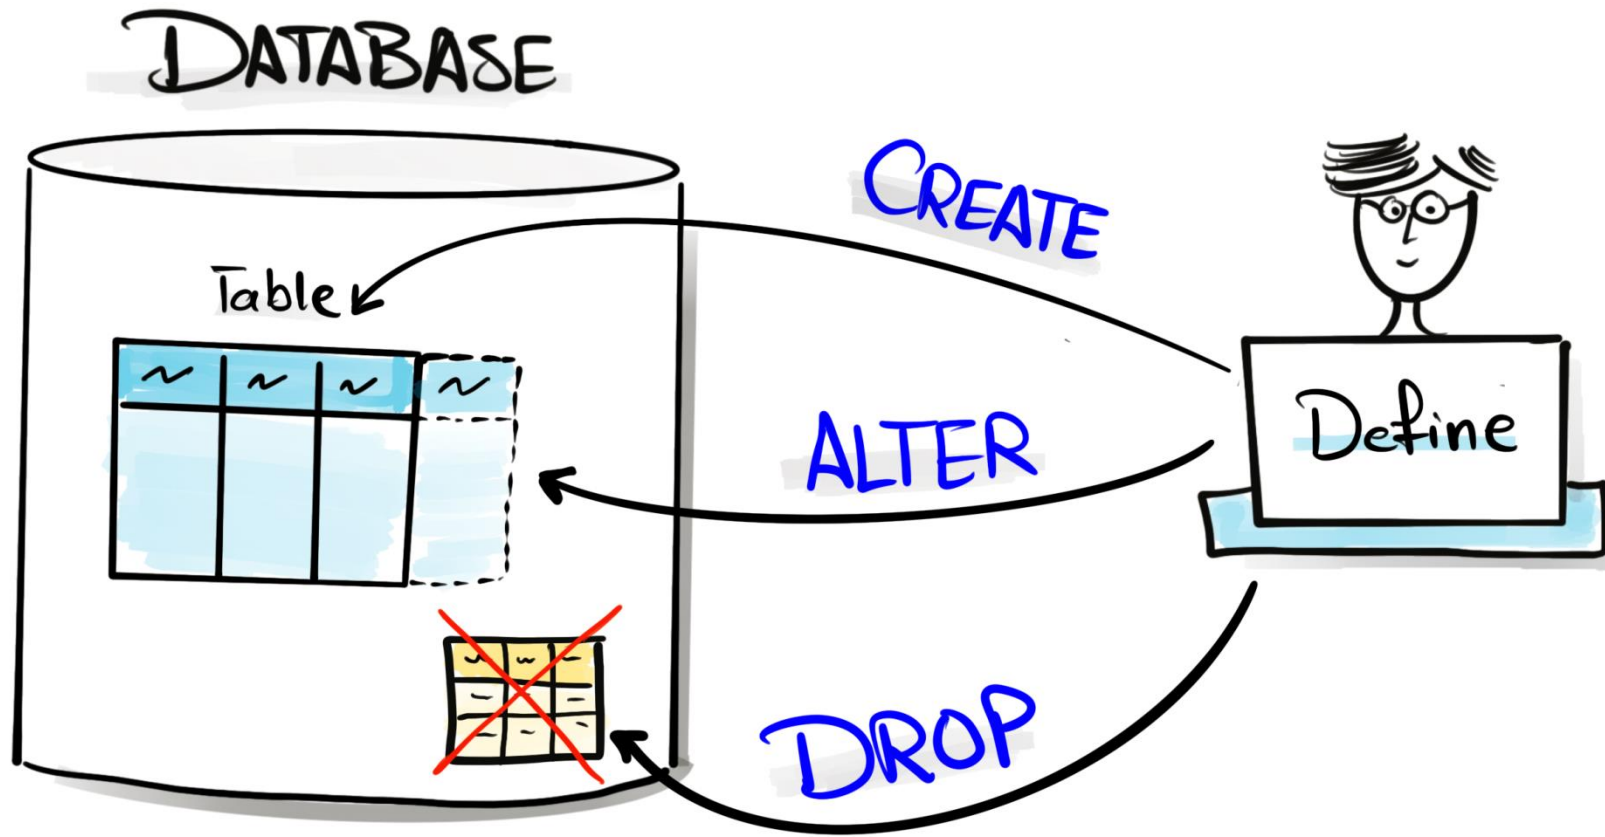 DATABASE
CREATE
Table
ALTER
Define
DROP